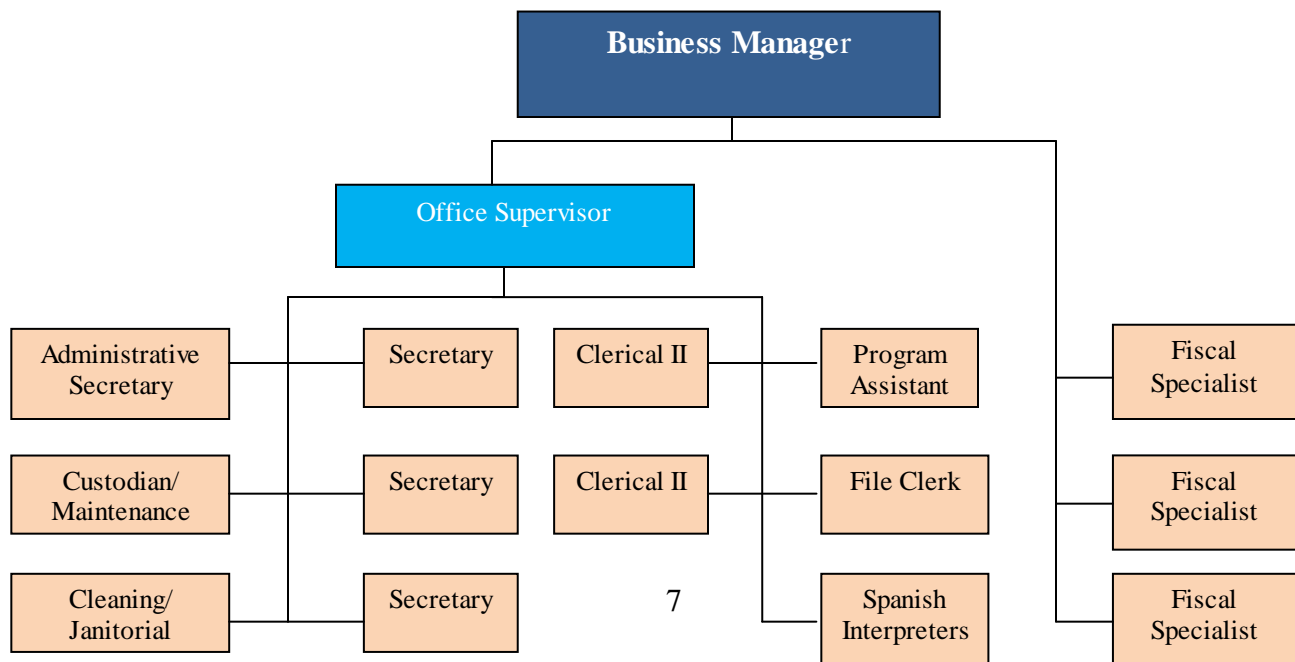 Business Manager
Office Supervisor
Administrative
Secretary
Secretary
Clerical II
Program
Assistant
Fiscal
Specialist
Custodian/
Maintenance
Secretary
Clerical II
File Clerk
Fiscal
Specialist
Cleaning/
Janitorial
Secretary
7
Spanish
Interpreters
Fiscal
Specialist